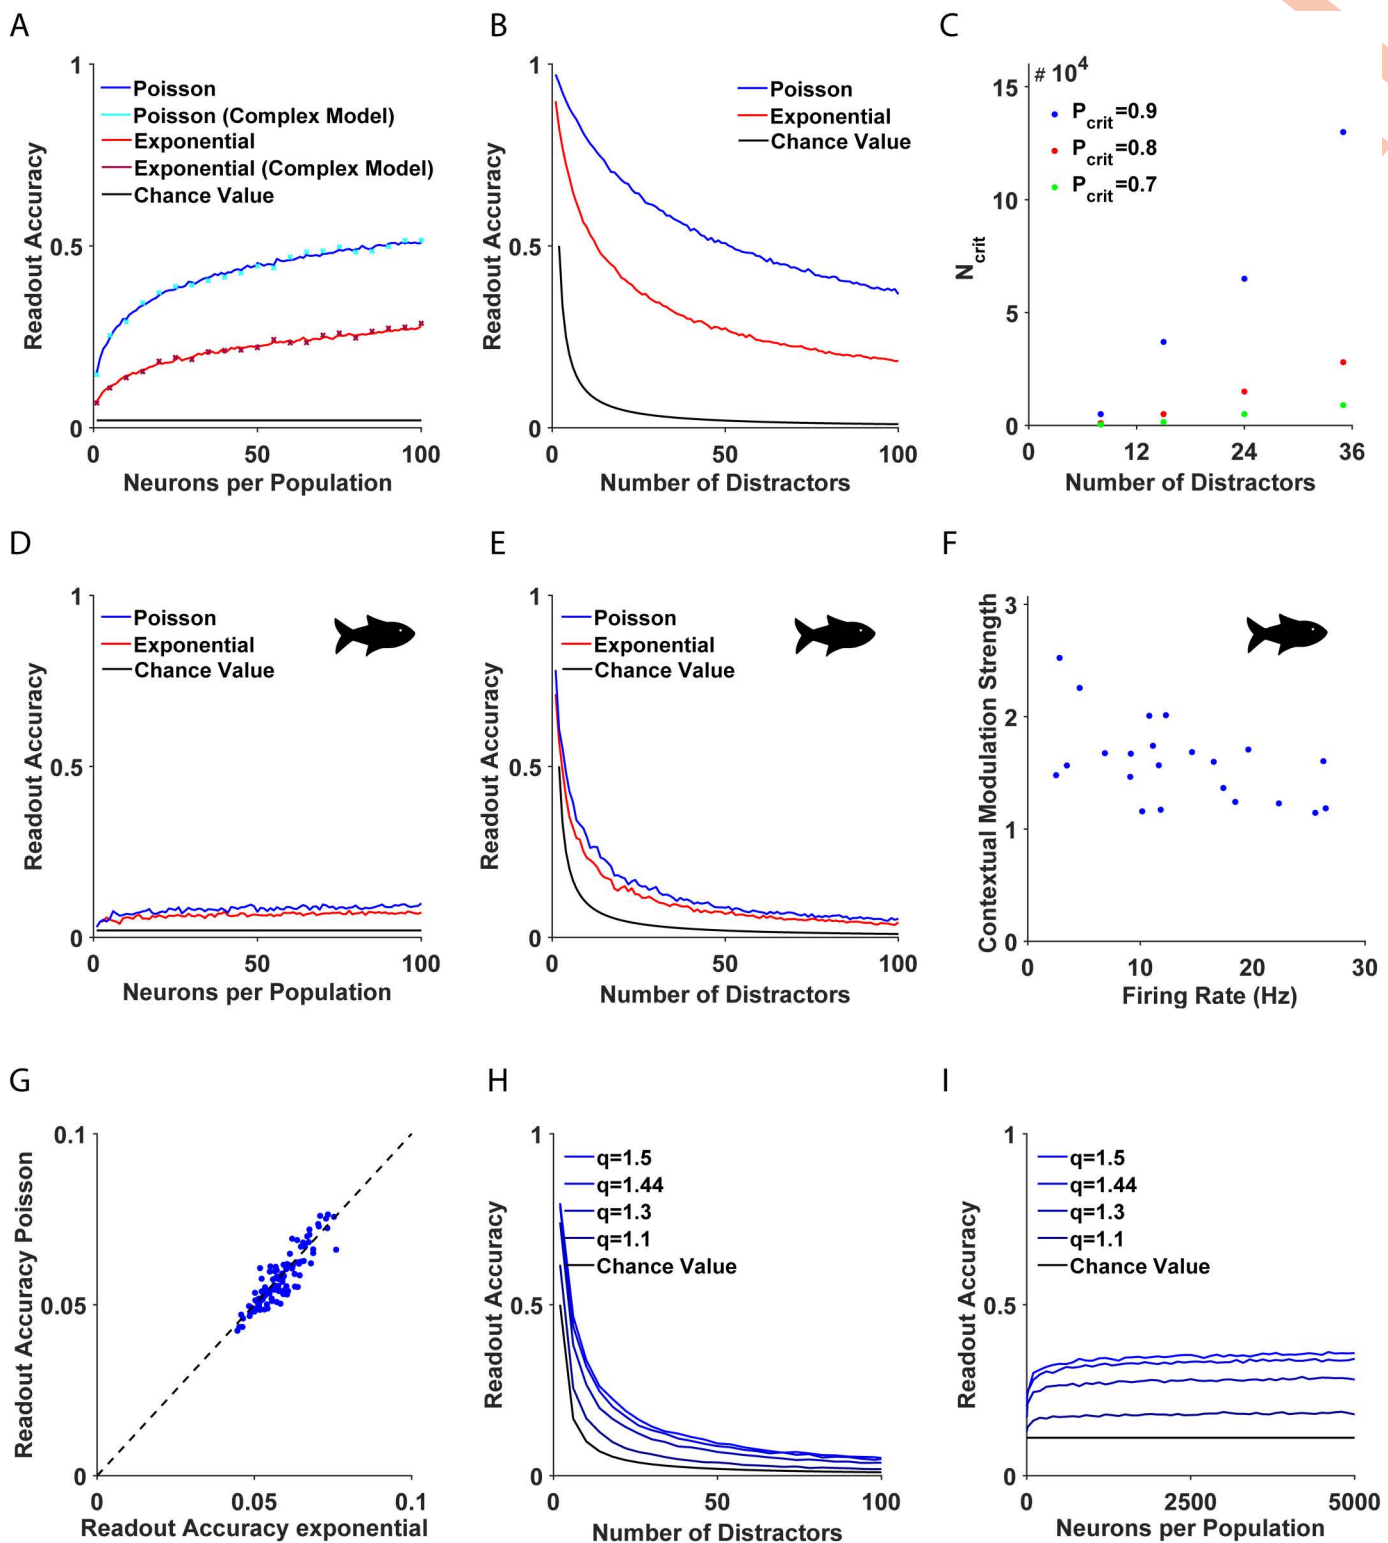 A
1
Poisson
Poisson (Complex Model)
Exponential
Exponential (Complex Model)
Chance Value
0.5
0
0
50
100
Readout Accuracy
Neurons per Population
B
1
Poisson
Exponential
Chance Value
0.5
0
0
50
100
Readout Accuracy
Number of Distractors
C
# 10^4
15
Pcrit=0.9
Pcrit=0.8
Pcrit=0.7
10
5
0
0
12
24
36
Ncrit
Number of Distractors
D
1
Poisson
Exponential
Chance Value
0.5
0
0
50
100
Readout Accuracy
Neurons per Population
E
1
Poisson
Exponential
Chance Value
0.5
0
0
50
100
Readout Accuracy
Number of Distractors
F
3
2
1
0
0
10
20
30
Contextual Modulation Strength
Firing Rate (Hz)
G
0.1
0.05
0
0
0.05
0.1
Readout Accuracy Poisson
Readout Accuracy exponential
H
1
q=1.5
q=1.44
q=1.3
q=1.1
Chance Value
0.5
0
0
50
100
Readout Accuracy
Number of Distractors
I
1
q=1.5
q=1.44
q=1.3
q=1.1
Chance Value
0.5
0
0
2500
5000
Readout Accuracy
Neurons per Population